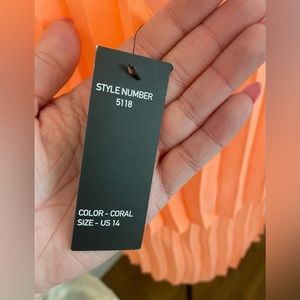 STYLE NUMBER
5118
COLOR - CORAL
SIZE - US 14